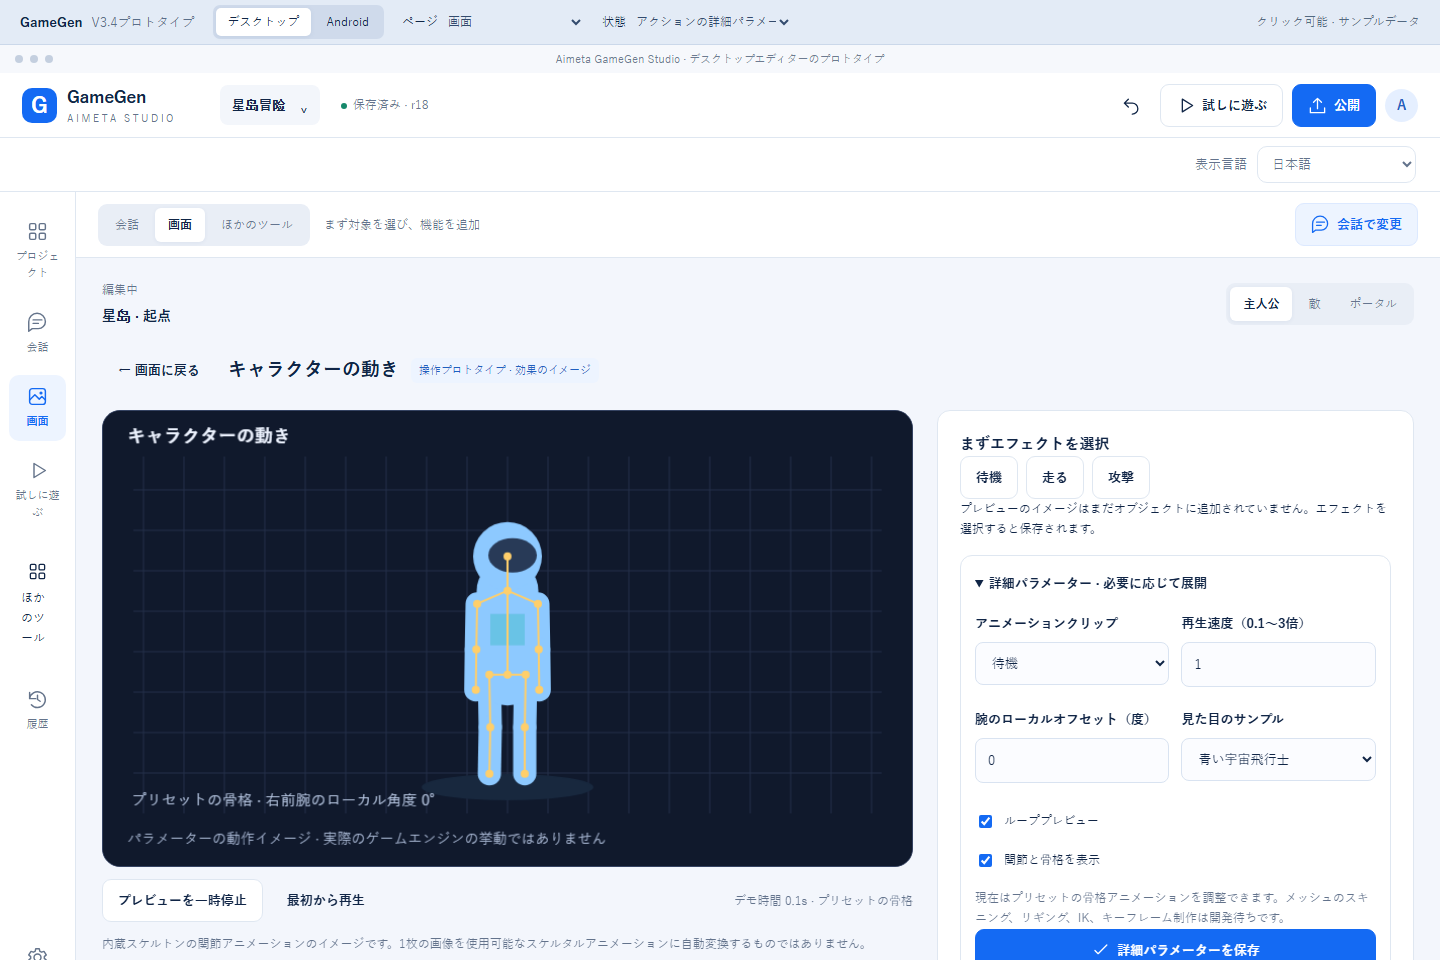 GameGen V3.4プロトタイプ デスクトップ Android ページ 画面 状態 アクションの詳細パラメー クリック可能・サンプルデータ
Aimeta GameGen Studio · デスクトップエディターのプロトタイプ
G GameGen
AIMETA STUDIO
星岛冒险
保存済み · r18
試しに遊ぶ
公開
A
表示言語 日本語
プロジェ
クト
会話
画面
試しに遊
ぶ
ほか
のツ
ール
履歴
会話 画面 ほかのツール まず対象を選び、機能を追加
会話で変更
編集中
星岛 · 起点
主人公 敵 ポータル
← 画面に戻る キャラクターの動き 操作プロトタイプ · 効果のイメージ
キャラクターの動き
プリセットの骨格 · 右前腕のローカル角度 0°
パラメーターの動作イメージ · 実際のゲームエンジンの挙動ではありません
プレビューを一時停止 最初から再生 デモ時間 0.1s · プリセットの骨格
内蔵スケルトンの関節アニメーションのイメージです。1枚の画像を使用可能なスケルタルアニメーションに自動変換するものではありません。
まずエフェクトを選択
待機 走る 攻撃
プレビューのイメージはまだオブジェクトに追加されていません。エフェクトを
選択すると保存されます。
▼ 詳細パラメーター · 必要に応じて展開
アニメーションクリップ 再生速度（0.1～3倍）
待機 1
腕のローカルオフセット（度） 見た目のサンプル
0 青い宇宙飛行士
ループプレビュー
関節と骨格を表示
現在はプリセットの骨格アニメーションを調整できます。メッシュのスキ
ニング、リギング、IK、キーフレーム制作は開発待ちです。
詳細パラメーターを保存